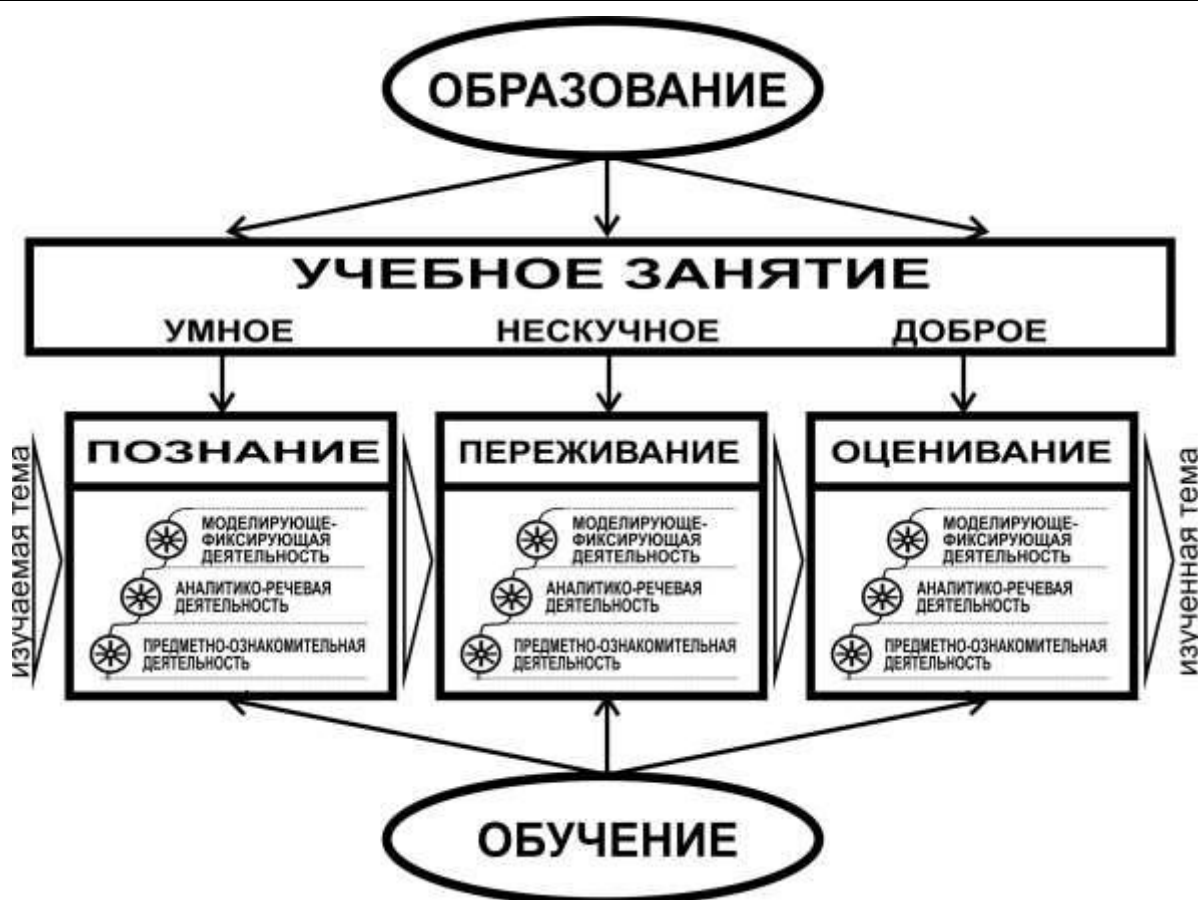 ОБРАЗОВАНИЕ
УЧЕБНОЕ ЗАНЯТИЕ
УМНОЕ
НЕСКУЧНОЕ
ДОБРОЕ
изучаемая тема
ПОЗНАНИЕ
МОДЕЛИРУЮЩЕ-
ФИКСИРУЮЩАЯ
ДЕЯТЕЛЬНОСТЬ
АНАЛИТИКО-РЕЧЕВАЯ
ДЕЯТЕЛЬНОСТЬ
ПРЕДМЕТНО-ОЗНАКОМИТЕЛЬНАЯ
ДЕЯТЕЛЬНОСТЬ
ПЕРЕЖИВАНИЕ
МОДЕЛИРУЮЩЕ-
ФИКСИРУЮЩАЯ
ДЕЯТЕЛЬНОСТЬ
АНАЛИТИКО-РЕЧЕВАЯ
ДЕЯТЕЛЬНОСТЬ
ПРЕДМЕТНО-ОЗНАКОМИТЕЛЬНАЯ
ДЕЯТЕЛЬНОСТЬ
ОЦЕНИВАНИЕ
МОДЕЛИРУЮЩЕ-
ФИКСИРУЮЩАЯ
ДЕЯТЕЛЬНОСТЬ
АНАЛИТИКО-РЕЧЕВАЯ
ДЕЯТЕЛЬНОСТЬ
ПРЕДМЕТНО-ОЗНАКОМИТЕЛЬНАЯ
ДЕЯТЕЛЬНОСТЬ
изученная тема
ОБУЧЕНИЕ